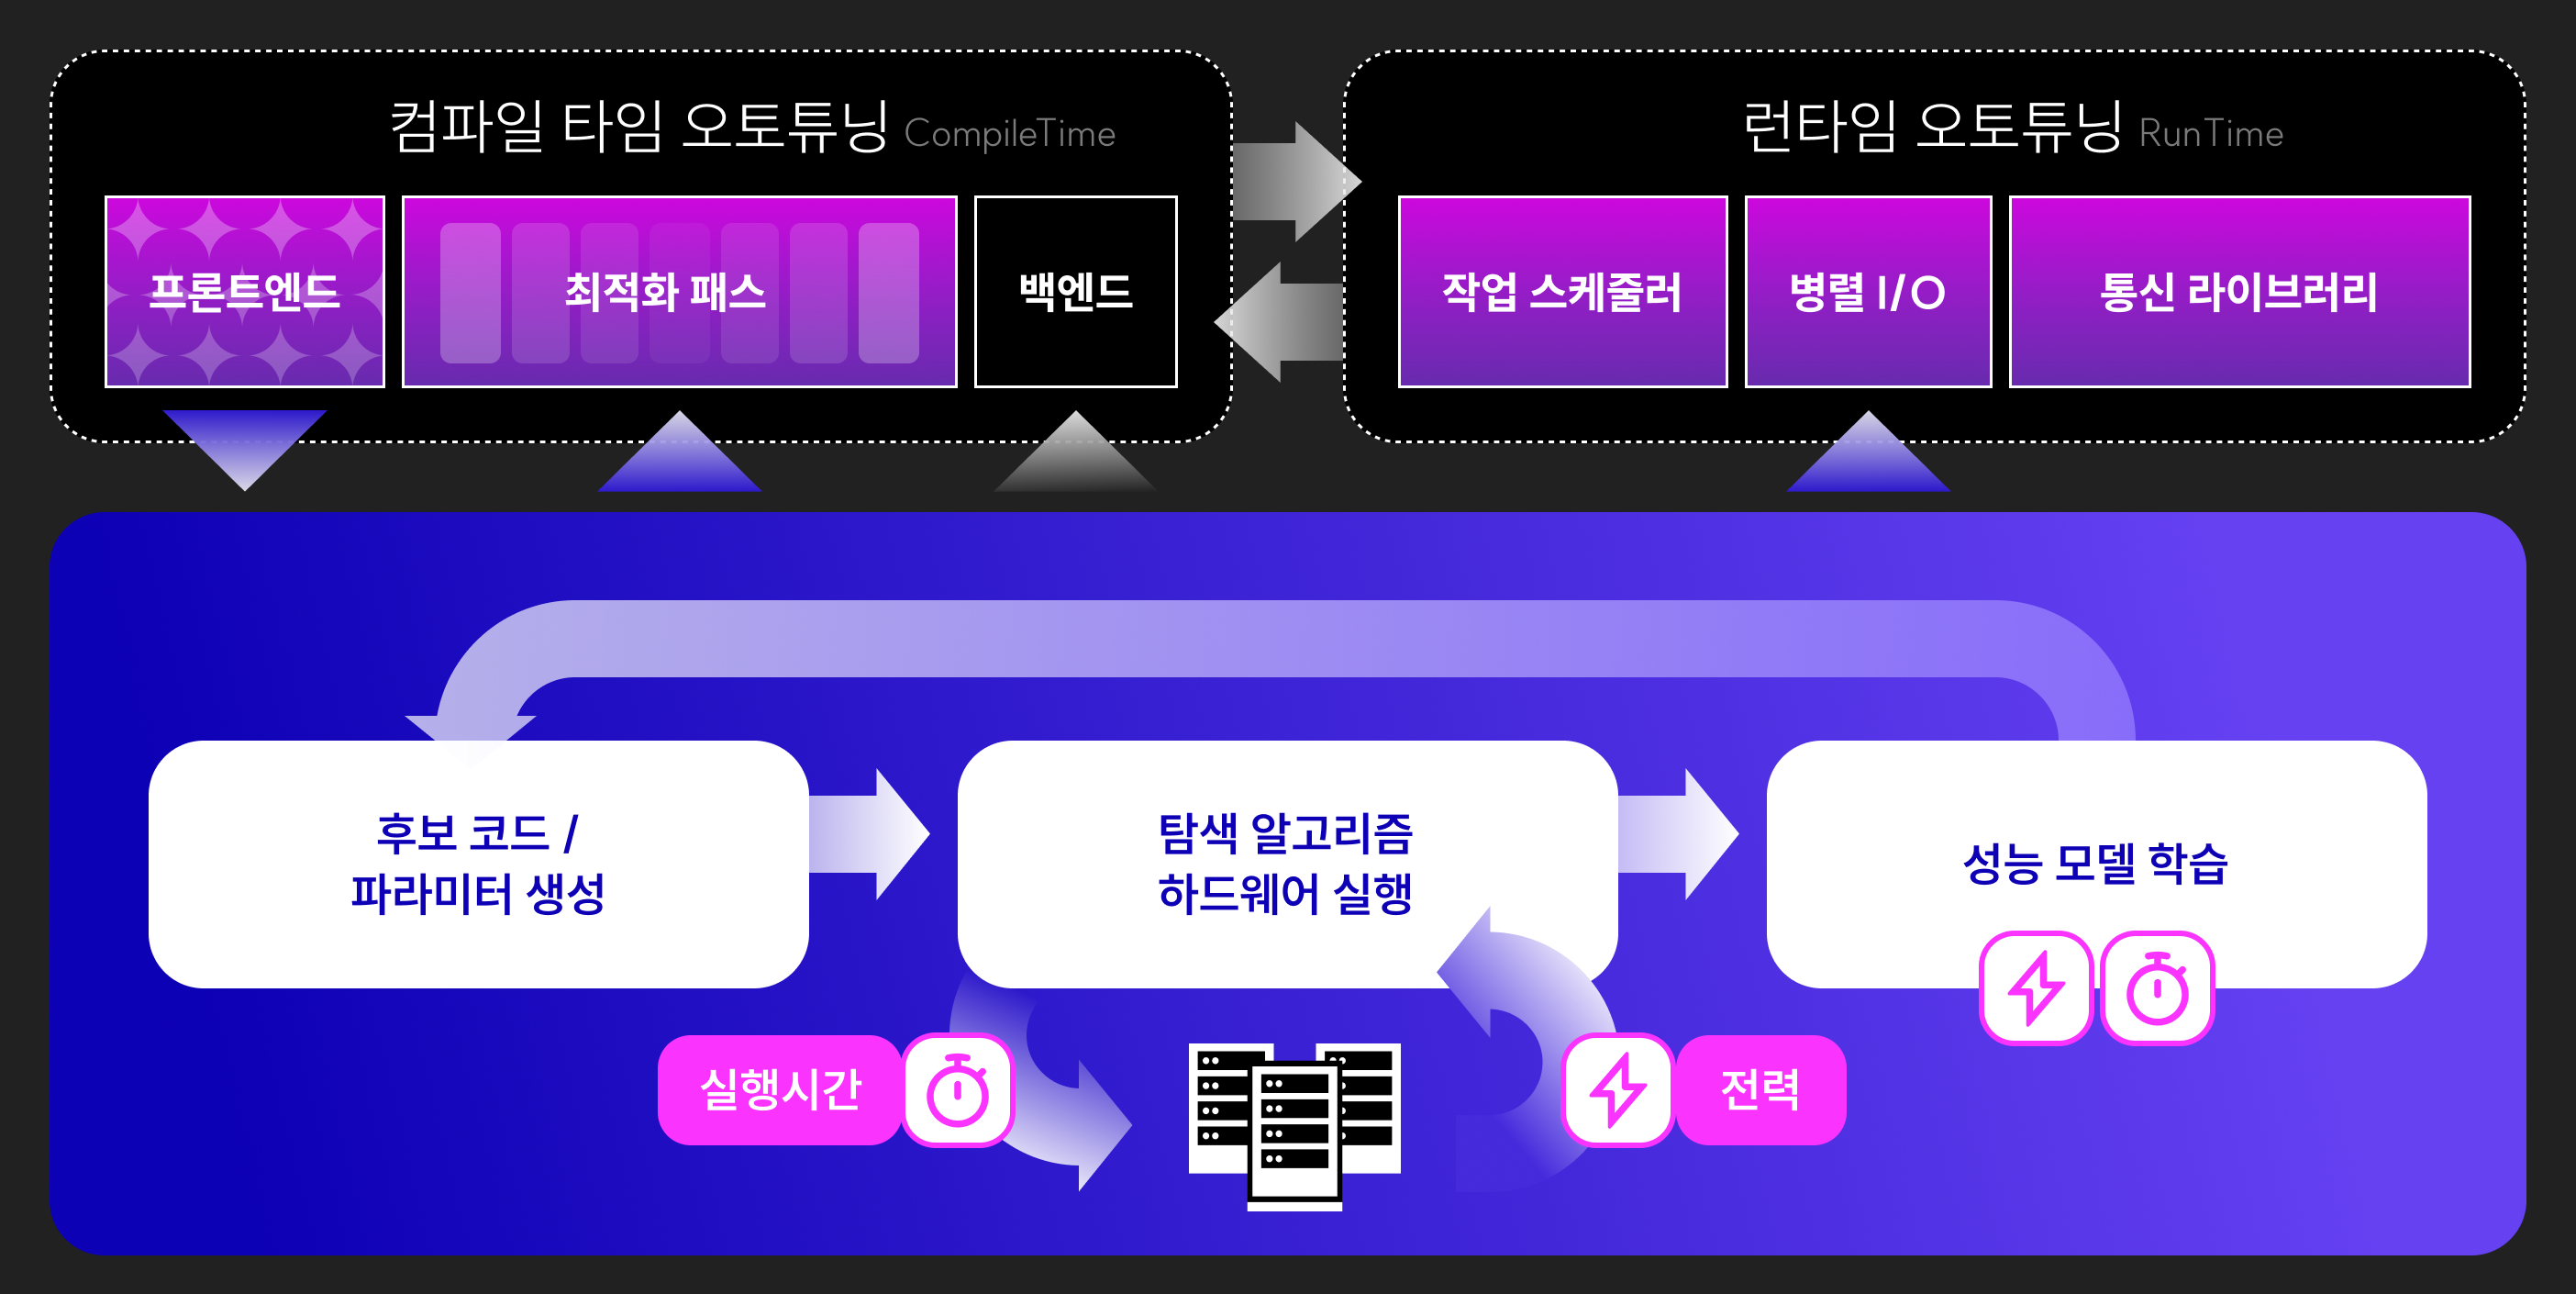 컴파일 타임 오토튜닝 CompileTime
런타임 오토튜닝 RunTime
프론트엔드
최적화 패스
백엔드
작업 스케줄러
병렬 I/O
통신 라이브러리
후보 코드 /
파라미터 생성
탐색 알고리즘
하드웨어 실행
성능 모델 학습
실행시간
전력